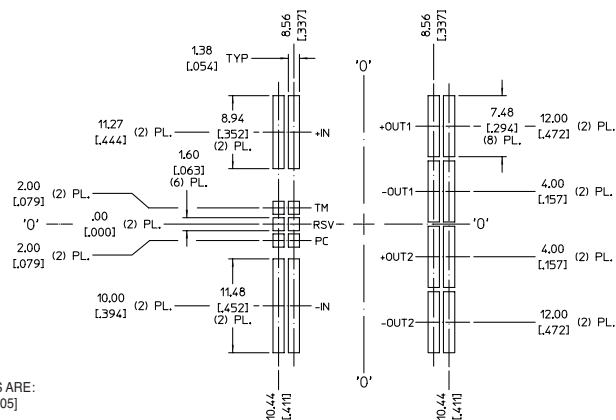 8.56
[.337]
8.56
[.337]
1.38
[.054]
TYP
'0'
11.27
[.444]
(2) PL.
8.94
[.352]
(2) PL.
+IN
+OUT1
7.48
[.294]
(8) PL.
12.00
[.472]
(2) PL.
1.60
[.063]
(6) PL.
2.00
[.079]
(2) PL.
TM
-OUT1
4.00
[.157]
(2) PL.
'0'
.00
[.000]
(2) PL.
RSV
'0'
2.00
[.079]
(2) PL.
PC
+OUT2
4.00
[.157]
(2) PL.
10.00
[.394]
(2) PL.
11.48
[.452]
(2) PL.
-IN
-OUT2
12.00
[.472]
(2) PL.
'0'
S ARE:
05]
10.44
[.411]
10.44
[.411]